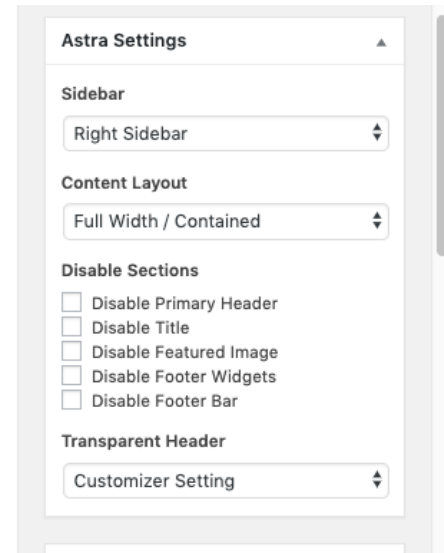 Astra Settings
Sidebar
Right Sidebar
Content Layout
Full Width / Contained
Disable Sections
Disable Primary Header
Disable Title
Disable Featured Image
Disable Footer Widgets
Disable Footer Bar
Transparent Header
Customizer Setting